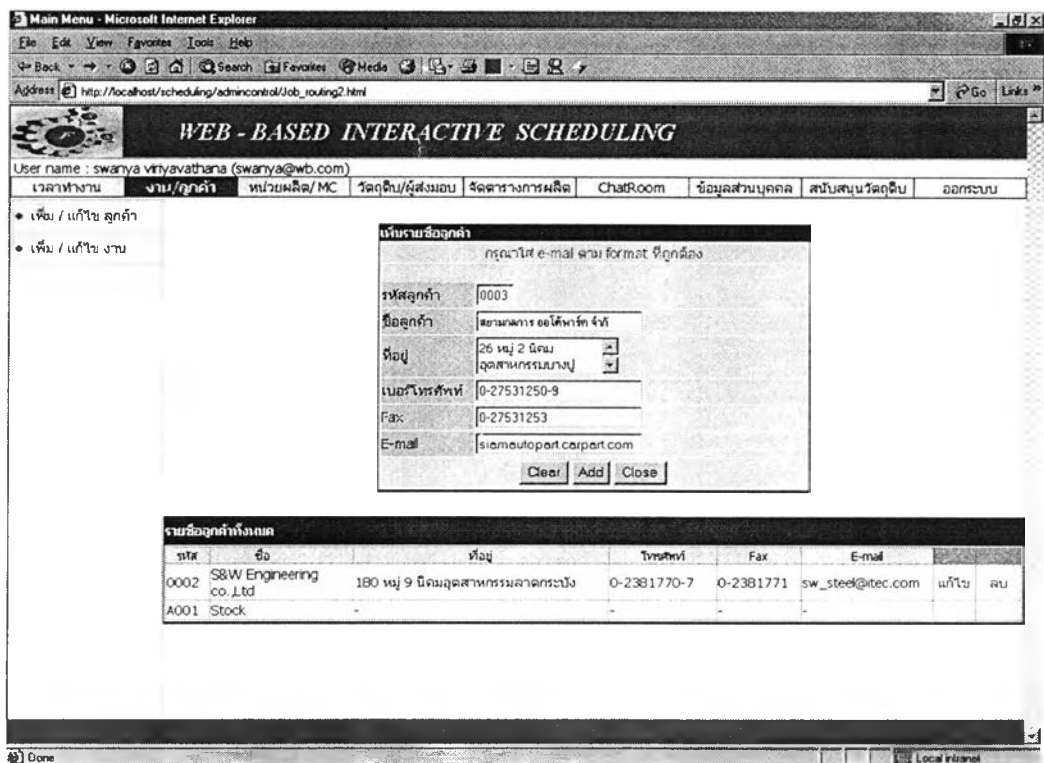 Main Menu - Microsoft Internet Explorer
File Edit View Favorites Tools Help
Back Search Favorites Media
Address http://localhost/scheduling/admincontrol/Job_routing2.html Go Links »
WEB - BASED INTERACTIVE SCHEDULING
User name : swanya viriyavathana (swanya@wb.com)
เวลาทำงาน งาน/ลูกค้า หน่วยผลิต/ MC วัตถุดิบ/ผู้ส่งมอบ จัดตารางการผลิต ChatRoom ข้อมูลส่วนบุคคล สนับสนุนวัตถุดิบ ออกระบบ
เพิ่ม / แก้ไข ลูกค้า
เพิ่ม / แก้ไข งาน
เพิ่มรายชื่อลูกค้า
กรุณาใส่ e-mail ตาม format ที่ถูกต้อง
รหัสลูกค้า 0003
ชื่อลูกค้า สยามกลการ ออโต้พาร์ท จำกั
ที่อยู่ 26 หมู่ 2 นิคม
อุตสาหกรรมบางปู
เบอร์โทรศัพท์ 0-27531250-9
Fax 0-27531253
E-mail siamautopart.carpart.com
Clear Add Close
รายชื่อลูกค้าทั้งหมด
รหัส ชื่อ ที่อยู่ โทรศัพท์ Fax E-mail
0002 S&W Engineering co.,Ltd 180 หมู่ 9 นิคมอุตสาหกรรมลาดกระบัง 0-2381770-7 0-2381771 sw_steel@itec.com แก้ไข ลบ
A001 Stock - - - -
Done Local intranet